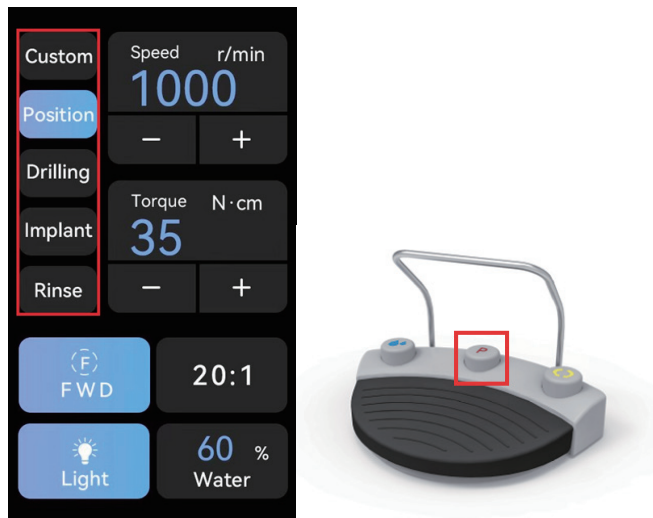 Custom
Position
Drilling
Implant
Rinse
Speed r/min
1000
− +
Torque N·cm
35
− +
F
FWD
20:1
Light
60 %
Water
P